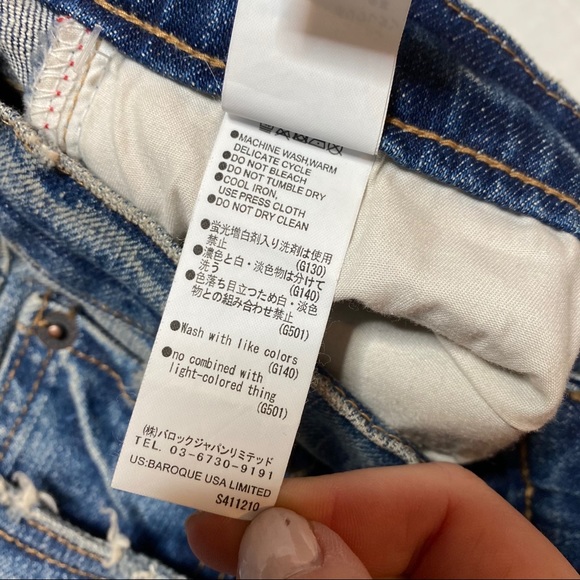 ●MACHINE WASH,WARM
DELICATE CYCLE
●DO NOT BLEACH
●DO NOT TUMBLE DRY
●COOL IRON,
USE PRESS CLOTH
●DO NOT DRY CLEAN
●蛍光増白剤入り洗剤は使用
禁止 (G130)
●濃色と白・淡色物は分けて
洗う (G140)
●色落ち目立つため白・淡色
物との組み合わせ禁止
(G501)
●Wash with like colors
(G140)
●no combined with
light-colored thing
(G501)
(株)バロックジャパンリミテッド
TEL. 03-6730-9191
US:BAROQUE USA LIMITED
S411210